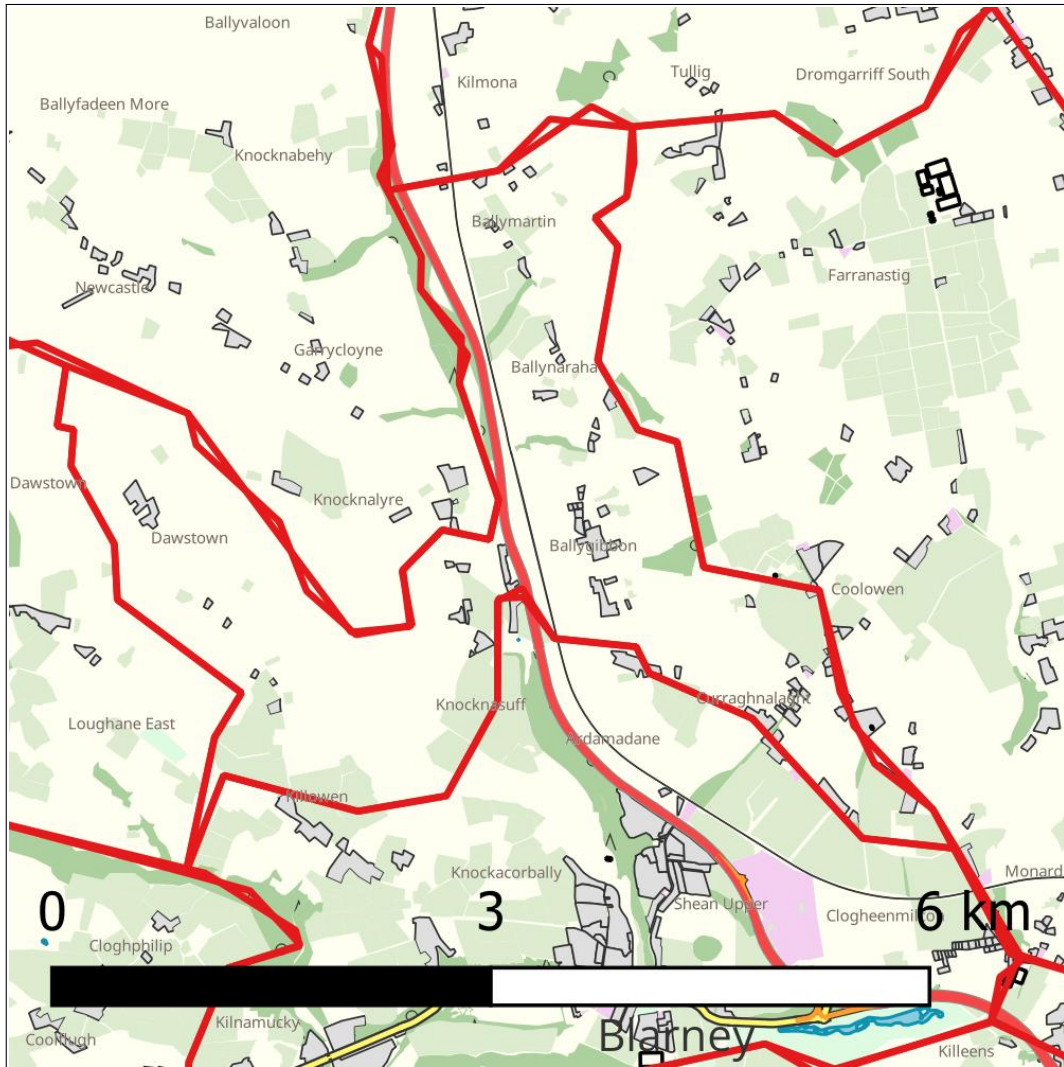 Ballyvaloon
Kilmona
Tullig
Dromgarriff South
Ballyfadeen More
Knocknabehy
Ballymartin
Farranastig
Newcastle
Garrycloyne
Ballynaraha
Dawstown
Knocknalyre
Dawstown
Ballygibbon
Coolowen
Curraghnalaght
Knocknasuff
Loughane East
Ardamadane
Killowen
Knockacorbally
Monard
Shean Upper
Clogheenmilcon
0 3 6 km
Cloghphilip
Kilnamucky
Coolflugh
Blarney
Killeens